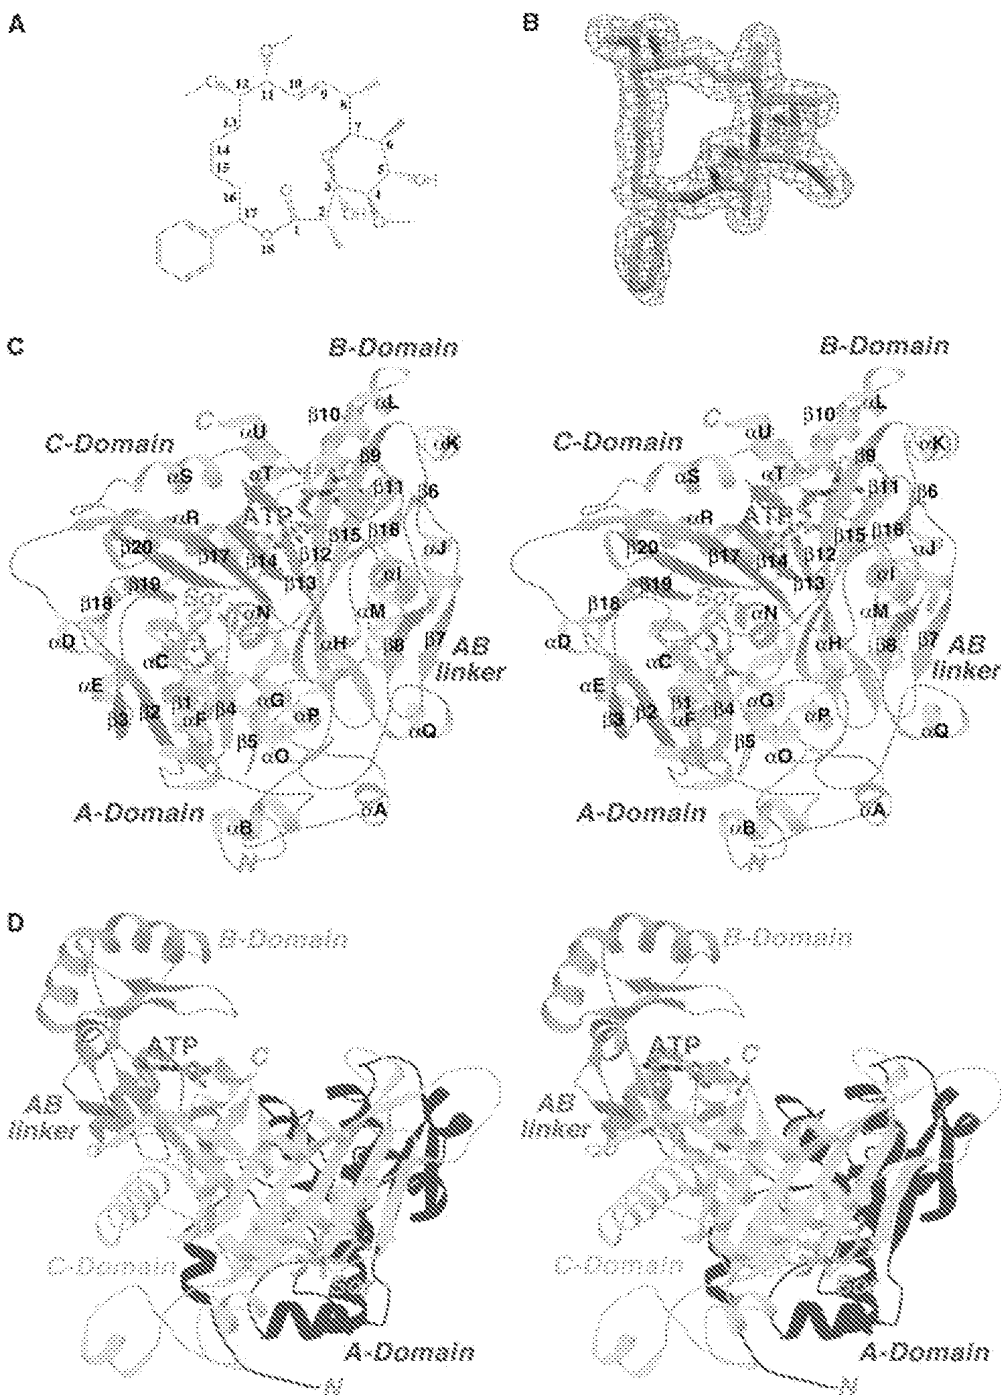 A
B
12
11
10
9
8
13
7
14
6
15
5
3
4
16
17
2
18
1
OH
C
B-Domain
B-Domain
αL
αL
β10
β10
C
αU
αK
C
αU
αK
C-Domain
C-Domain
β9
β9
αS
αT
αS
αT
β11
β6
β11
β6
αR
ATP
αR
ATP
β15
β16
β15
β16
β20
β17
β14
β12
αJ
β20
β17
β14
β12
αJ
β13
αI
β13
αI
β19
β19
β18
αN
αM
β18
αN
αM
αD
αH
β8
β7
αD
αH
β8
β7
αC
AB
linker
αC
AB
linker
αE
αE
β1
αG
β1
αG
β3
β2
αF
β4
αP
αQ
β3
β2
αF
β4
αP
αQ
β5
αO
β5
αO
A-Domain
αA
A-Domain
αA
αB
αB
N
N
D
B-Domain
B-Domain
ATP
C
ATP
C
AB
linker
AB
linker
C-Domain
C-Domain
A-Domain
A-Domain
N
N